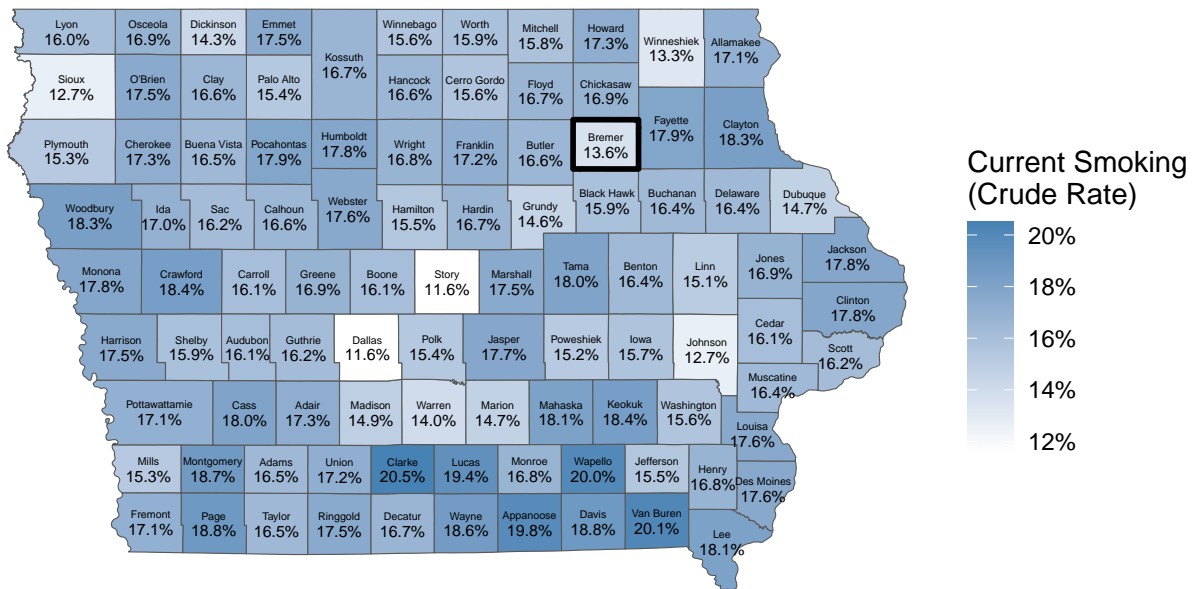 Lyon
16.0%
Osceola
16.9%
Dickinson
14.3%
Emmet
17.5%
Kossuth
16.7%
Winnebago
15.6%
Worth
15.9%
Mitchell
15.8%
Howard
17.3%
Winneshiek
13.3%
Allamakee
17.1%
Sioux
12.7%
O'Brien
17.5%
Clay
16.6%
Palo Alto
15.4%
Hancock
16.6%
Cerro Gordo
15.6%
Floyd
16.7%
Chickasaw
16.9%
Plymouth
15.3%
Cherokee
17.3%
Buena Vista
16.5%
Pocahontas
17.9%
Humboldt
17.8%
Wright
16.8%
Franklin
17.2%
Butler
16.6%
Bremer
13.6%
Fayette
17.9%
Clayton
18.3%
Woodbury
18.3%
Ida
17.0%
Sac
16.2%
Calhoun
16.6%
Webster
17.6%
Hamilton
15.5%
Hardin
16.7%
Grundy
14.6%
Black Hawk
15.9%
Buchanan
16.4%
Delaware
16.4%
Dubuque
14.7%
Monona
17.8%
Crawford
18.4%
Carroll
16.1%
Greene
16.9%
Boone
16.1%
Story
11.6%
Marshall
17.5%
Tama
18.0%
Benton
16.4%
Linn
15.1%
Jones
16.9%
Jackson
17.8%
Clinton
17.8%
Harrison
17.5%
Shelby
15.9%
Audubon
16.1%
Guthrie
16.2%
Dallas
11.6%
Polk
15.4%
Jasper
17.7%
Poweshiek
15.2%
Iowa
15.7%
Johnson
12.7%
Cedar
16.1%
Scott
16.2%
Muscatine
16.4%
Pottawattamie
17.1%
Cass
18.0%
Adair
17.3%
Madison
14.9%
Warren
14.0%
Marion
14.7%
Mahaska
18.1%
Keokuk
18.4%
Washington
15.6%
Louisa
17.6%
Mills
15.3%
Montgomery
18.7%
Adams
16.5%
Union
17.2%
Clarke
20.5%
Lucas
19.4%
Monroe
16.8%
Wapello
20.0%
Jefferson
15.5%
Henry
16.8%
Des Moines
17.6%
Fremont
17.1%
Page
18.8%
Taylor
16.5%
Ringgold
17.5%
Decatur
16.7%
Wayne
18.6%
Appanoose
19.8%
Davis
18.8%
Van Buren
20.1%
Lee
18.1%
Current Smoking
(Crude Rate)
20%
18%
16%
14%
12%